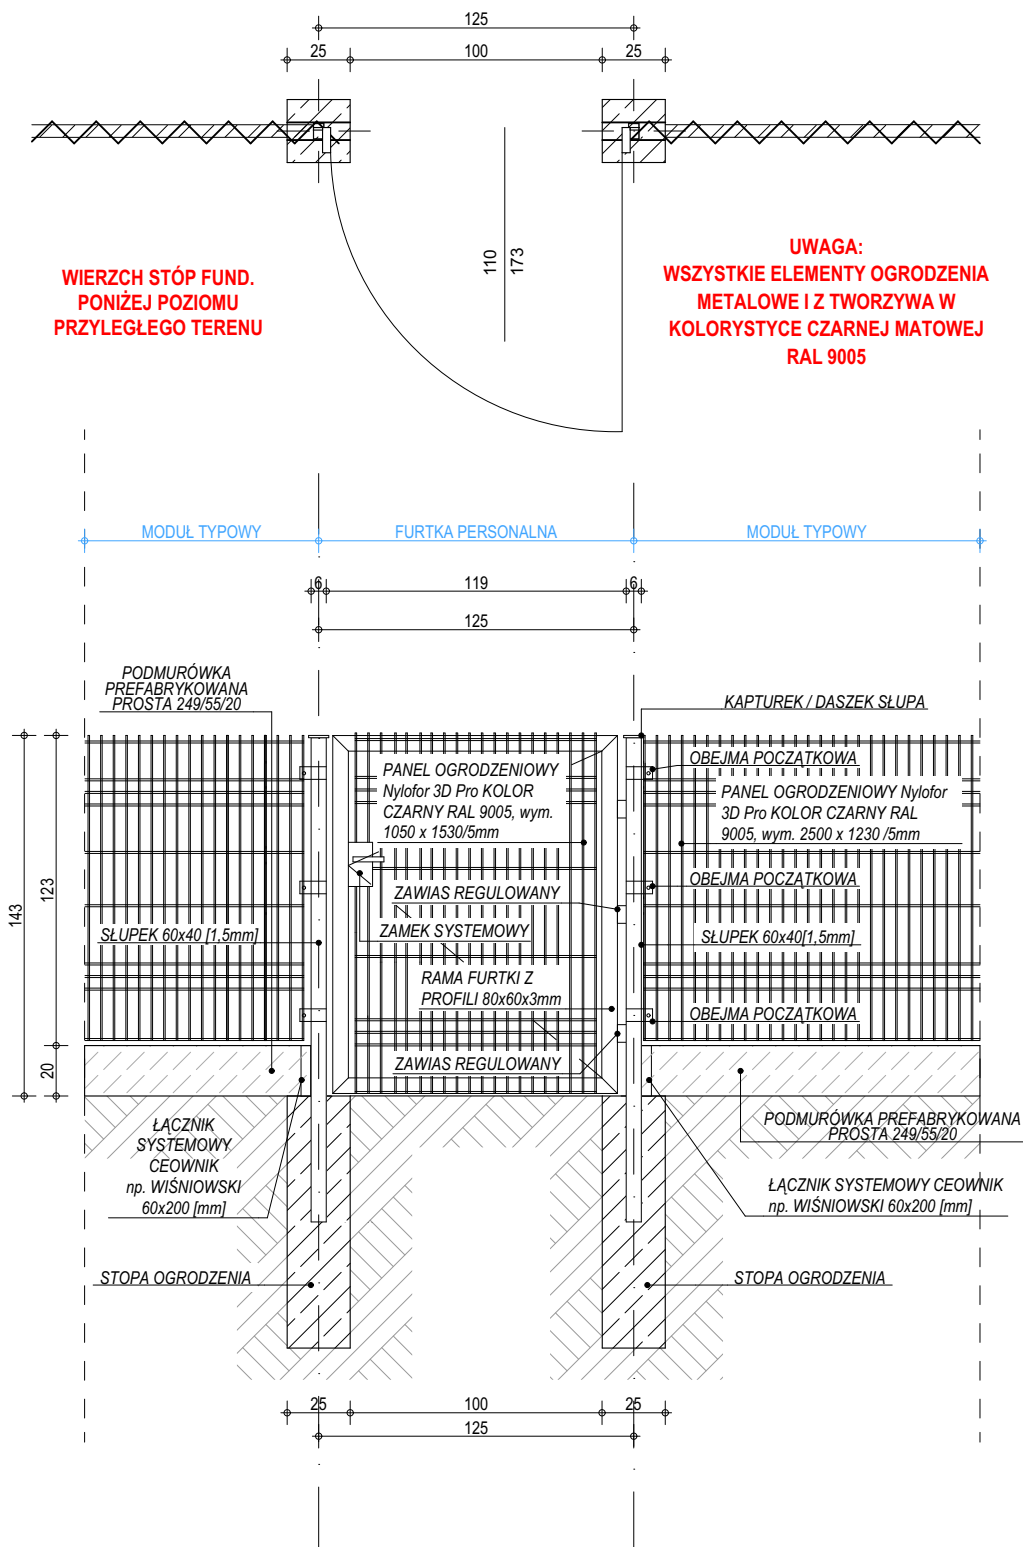 125
25
100
25
110
173
WIERZCH STÓP FUND.
PONIŻEJ POZIOMU
PRZYLEGŁEGO TERENU
UWAGA:
WSZYSTKIE ELEMENTY OGRODZENIA
METALOWE I Z TWORZYWA W
KOLORYSTYCE CZARNEJ MATOWEJ
RAL 9005
MODUŁ TYPOWY
FURTKA PERSONALNA
MODUŁ TYPOWY
6
119
6
125
PODMURÓWKA
PREFABRYKOWANA
PROSTA 249/55/20
KAPTUREK / DASZEK SŁUPA
OBEJMA POCZĄTKOWA
PANEL OGRODZENIOWY
Nylofor 3D Pro KOLOR
CZARNY RAL 9005, wym.
1050 x 1530/5mm
PANEL OGRODZENIOWY Nylofor
3D Pro KOLOR CZARNY RAL
9005, wym. 2500 x 1230 /5mm
OBEJMA POCZĄTKOWA
ZAWIAS REGULOWANY
ZAMEK SYSTEMOWY
SŁUPEK 60x40 [1,5mm]
SŁUPEK 60x40[1,5mm]
RAMA FURTKI Z
PROFILI 80x60x3mm
OBEJMA POCZĄTKOWA
ZAWIAS REGULOWANY
143
123
20
ŁĄCZNIK
SYSTEMOWY
CEOWNIK
np. WIŚNIOWSKI
60x200 [mm]
PODMURÓWKA PREFABRYKOWANA
PROSTA 249/55/20
ŁĄCZNIK SYSTEMOWY CEOWNIK
np. WIŚNIOWSKI 60x200 [mm]
STOPA OGRODZENIA
STOPA OGRODZENIA
25
100
25
125